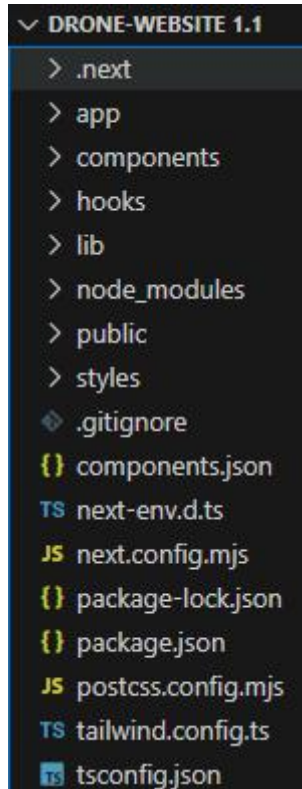 DRONE-WEBSITE 1.1
.next
app
components
hooks
lib
node_modules
public
styles
.gitignore
{} components.json
TS next-env.d.ts
JS next.config.mjs
{} package-lock.json
{} package.json
JS postcss.config.mjs
TS tailwind.config.ts
TS tsconfig.json